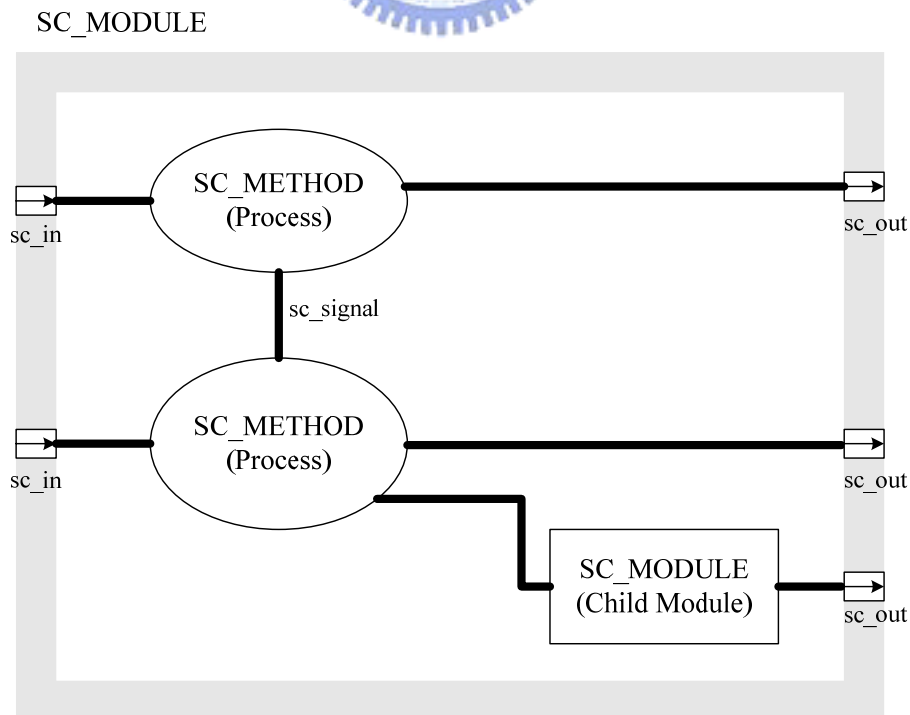 SC_MODULE
SC_METHOD
(Process)
sc_in
sc_out
sc_signal
SC_METHOD
(Process)
sc_in
sc_out
SC_MODULE
(Child Module)
sc_out